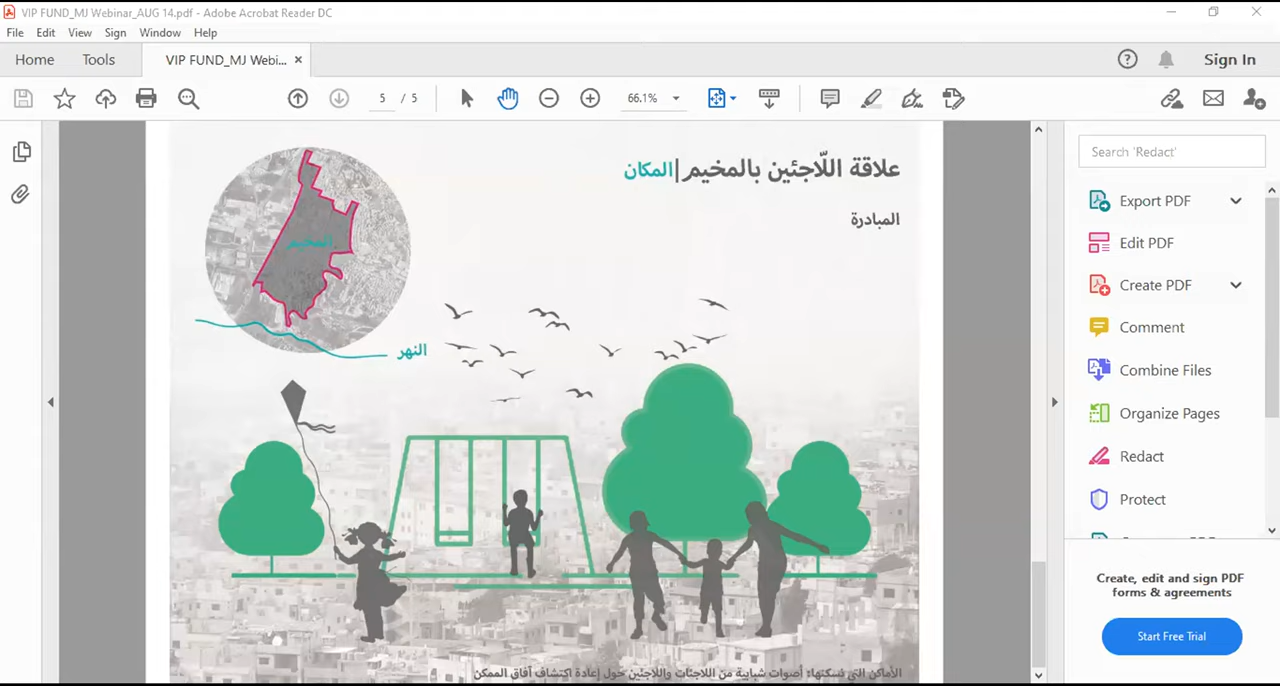 VIP FUND_MJ Webinar_AUG 14.pdf - Adobe Acrobat Reader DC
File Edit View Sign Window Help
Home Tools VIP FUND_MJ Webi... × Sign In
5 / 5 66.1%
علاقة اللّاجئين بالمخيم|المكان
المبادرة
المخيم
النهر
الأماكن التي تسكنها: أصوات شبابية من اللاجئات واللاجئين حول إعادة اكتشاف آفاق الممكن
Search 'Redact'
Export PDF
Edit PDF
Create PDF
Comment
Combine Files
Organize Pages
Redact
Protect
Create, edit and sign PDF
forms & agreements
Start Free Trial